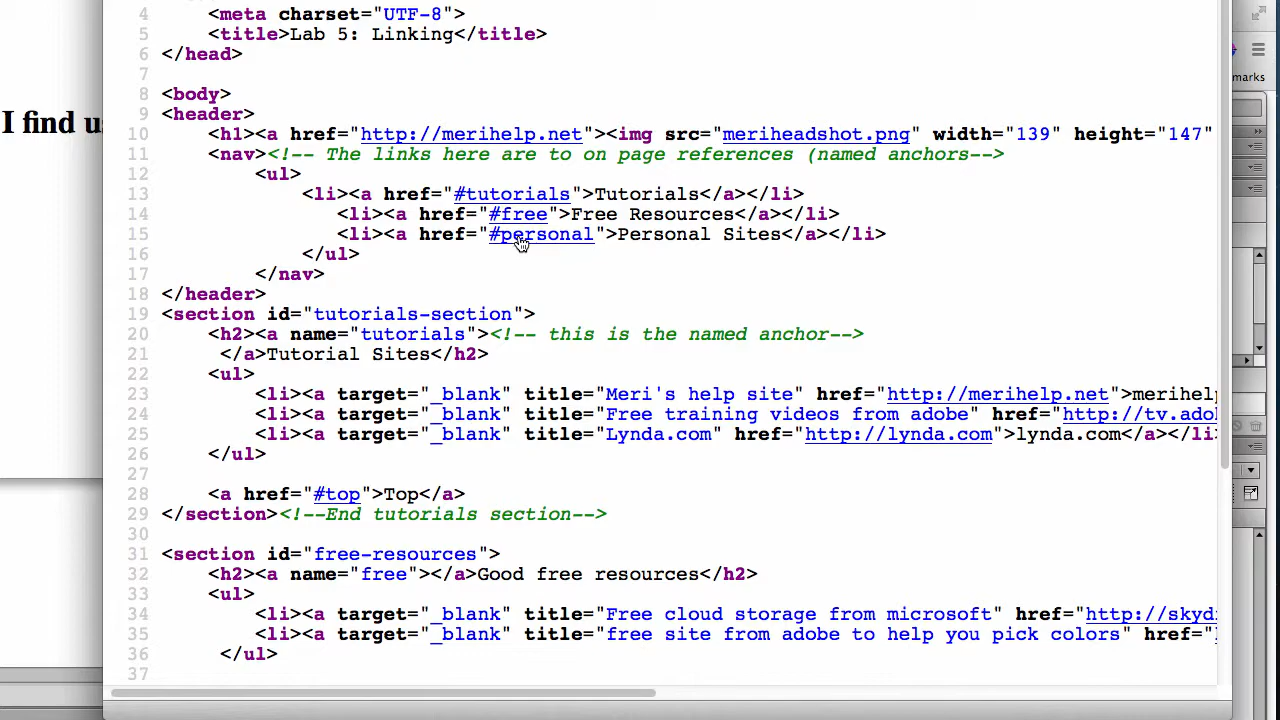 4 <meta charset="UTF-8">
5 <title>Lab 5: Linking</title>
6 </head>
7
8 <body>
9 <header>
10 <h1><a href="http://merihelp.net"><img src="meriheadshot.png" width="139" height="147"
11 <nav><!-- The links here are to on page references (named anchors-->
12 <ul>
13 <li><a href="#tutorials">Tutorials</a></li>
14 <li><a href="#free">Free Resources</a></li>
15 <li><a href="#personal">Personal Sites</a></li>
16 </ul>
17 </nav>
18 </header>
19 <section id="tutorials-section">
20 <h2><a name="tutorials"><!-- this is the named anchor-->
21 </a>Tutorial Sites</h2>
22 <ul>
23 <li><a target="_blank" title="Meri's help site" href="http://merihelp.net">merihelp
24 <li><a target="_blank" title="Free training videos from adobe" href="http://tv.ado
25 <li><a target="_blank" title="Lynda.com" href="http://lynda.com">lynda.com</a></li
26 </ul>
27
28 <a href="#top">Top</a>
29 </section><!--End tutorials section-->
30
31 <section id="free-resources">
32 <h2><a name="free"></a>Good free resources</h2>
33 <ul>
34 <li><a target="_blank" title="Free cloud storage from microsoft" href="http://skyd
35 <li><a target="_blank" title="free site from adobe to help you pick colors" href="
36 </ul>
37
I find us
marks